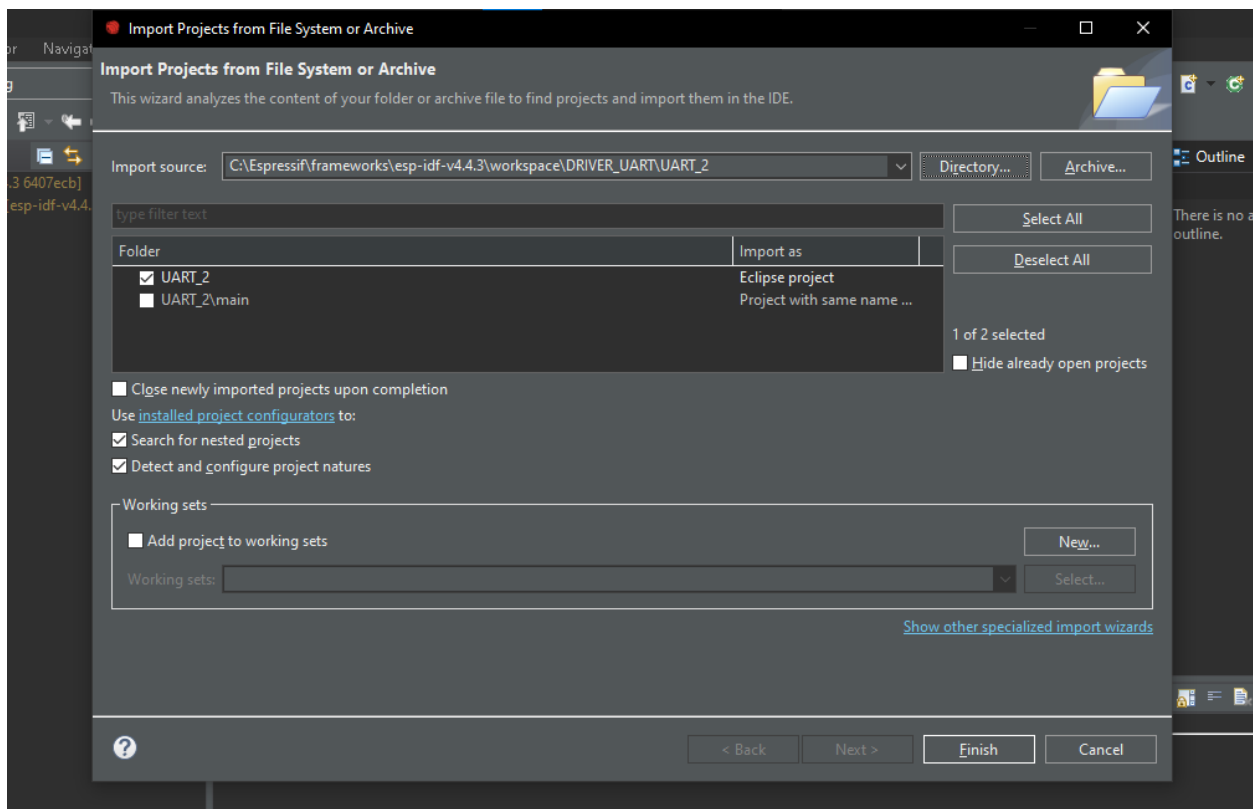 Import Projects from File System or Archive
or Navigat
Import Projects from File System or Archive
This wizard analyzes the content of your folder or archive file to find projects and import them in the IDE.
g
Import source: C:\Espressif\frameworks\esp-idf-v4.4.3\workspace\DRIVER_UART\UART_2 Directory... Archive...
Outline
.3 6407ecb]
[esp-idf-v4.4.
type filter text Select All
There is no a
outline.
Folder Import as Deselect All
UART_2 Eclipse project
UART_2\main Project with same name ...
1 of 2 selected
Hide already open projects
Close newly imported projects upon completion
Use installed project configurators to:
Search for nested projects
Detect and configure project natures
Working sets
Add project to working sets New...
Working sets: Select...
Show other specialized import wizards
? < Back Next > Finish Cancel